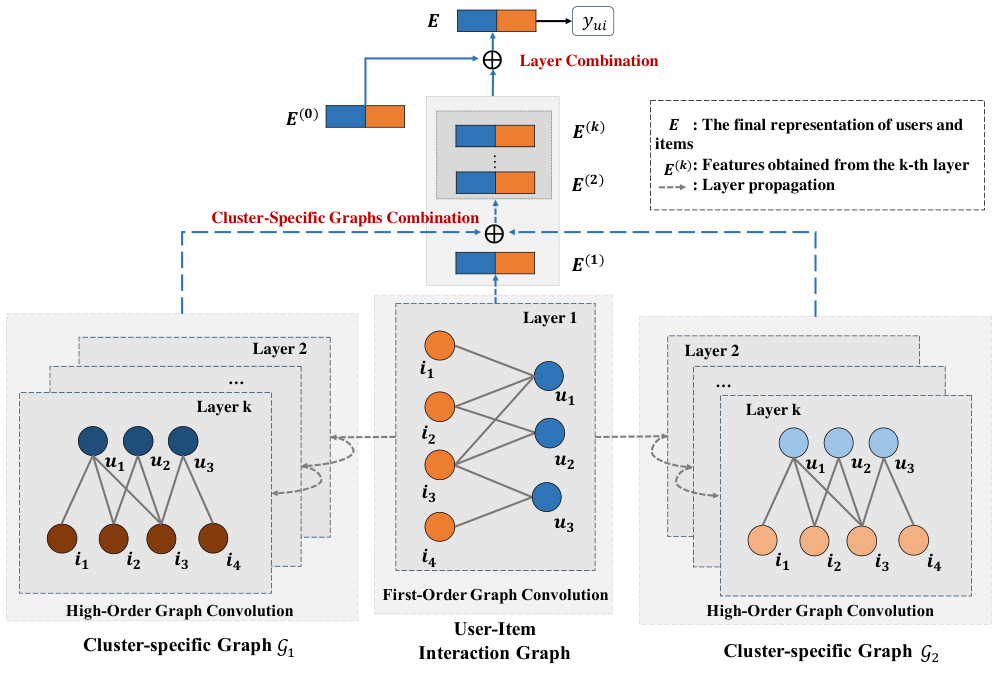 E
y_{ui}
Layer Combination
E^{(0)}
E^{(k)}
⋮
E^{(2)}
E : The final representation of users and
items
E^{(k)}: Features obtained from the k-th layer
: Layer propagation
Cluster-Specific Graphs Combination
E^{(1)}
Layer 2
...
Layer k
u_1 u_2 u_3
i_1 i_2 i_3 i_4
High-Order Graph Convolution
Cluster-specific Graph 𝒢_1
Layer 1
i_1
u_1
i_2
u_2
i_3
u_3
i_4
First-Order Graph Convolution
User-Item
Interaction Graph
Layer 2
...
Layer k
u_1 u_2 u_3
i_1 i_2 i_3 i_4
High-Order Graph Convolution
Cluster-specific Graph 𝒢_2